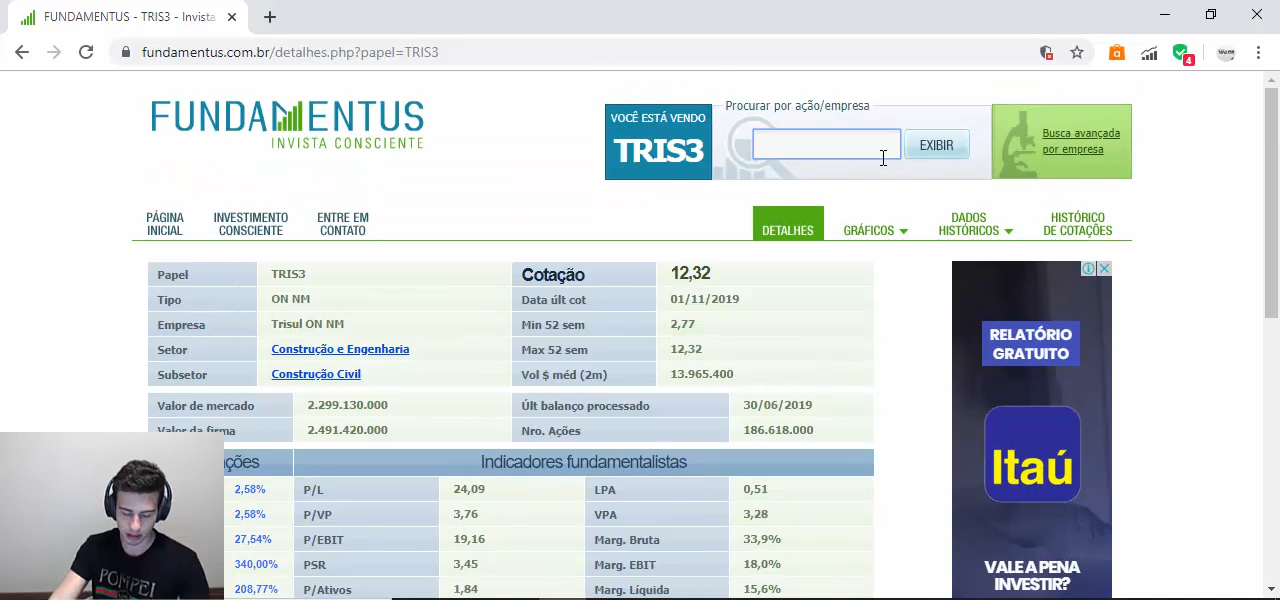 FUNDAMENTUS - TRIS3 - Invista
fundamentus.com.br/detalhes.php?papel=TRIS3
4
FUNDAMENTUS
INVISTA CONSCIENTE
VOCÊ ESTÁ VENDO
TRIS3
Procurar por ação/empresa
EXIBIR
Busca avançada
por empresa
PÁGINA
INICIAL
INVESTIMENTO
CONSCIENTE
ENTRE EM
CONTATO
DETALHES
GRÁFICOS
DADOS
HISTÓRICOS
HISTÓRICO
DE COTAÇÕES
Papel TRIS3 Cotação 12,32
Tipo ON NM Data últ cot 01/11/2019
Empresa Trisul ON NM Min 52 sem 2,77
Setor Construção e Engenharia Max 52 sem 12,32
Subsetor Construção Civil Vol $ méd (2m) 13.965.400
Valor de mercado 2.299.130.000 Últ balanço processado 30/06/2019
Valor da firma 2.491.420.000 Nro. Ações 186.618.000
ções Indicadores fundamentalistas
2,58% P/L 24,09 LPA 0,51
2,58% P/VP 3,76 VPA 3,28
27,54% P/EBIT 19,16 Marg. Bruta 33,9%
340,00% PSR 3,45 Marg. EBIT 18,0%
208,77% P/Ativos 1,84 Marg. Líquida 15,6%
RELATÓRIO
GRATUITO
Itaú
VALE A PENA
INVESTIR?
POMPEI